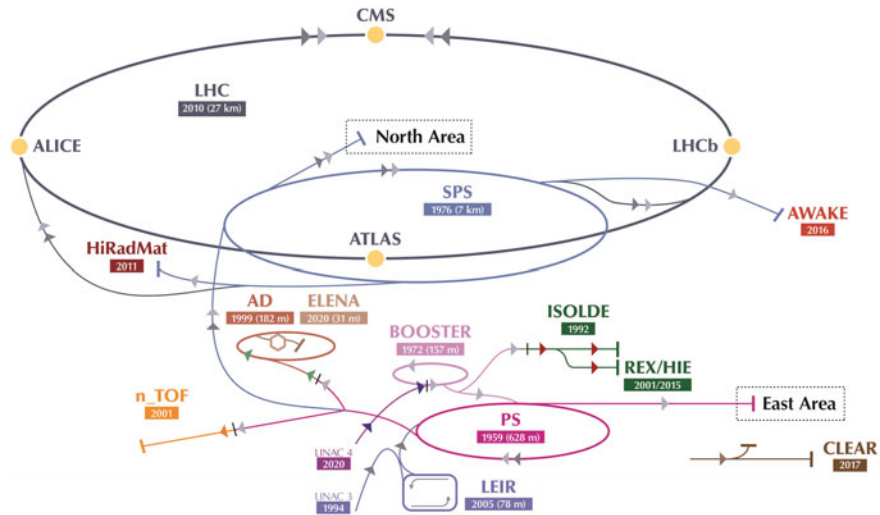 CMS
LHC
2010 (27 km)
ALICE
North Area
LHCb
SPS
1976 (7 km)
AWAKE
2016
ATLAS
HiRadMat
2011
AD
1999 (182 m)
ELENA
2020 (31 m)
ISOLDE
1992
BOOSTER
1972 (157 m)
REX/HIE
2001/2015
n_TOF
2001
East Area
PS
1959 (628 m)
LINAC 4
2020
CLEAR
2017
LINAC 3
1994
LEIR
2005 (78 m)